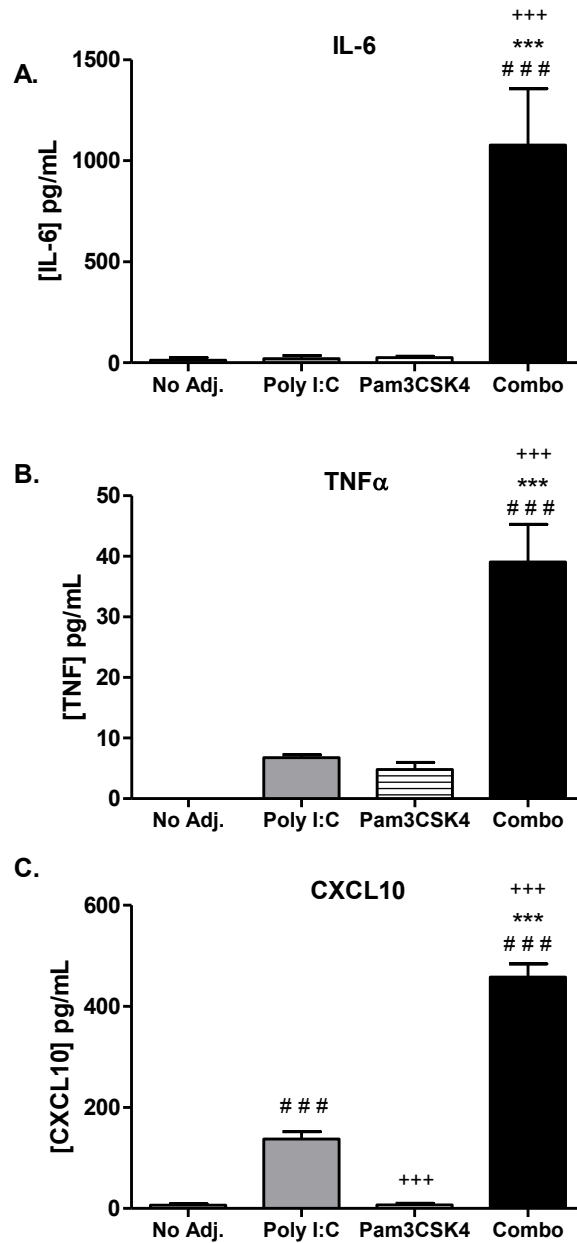 A.
IL-6
+++
***
# # #
[IL-6] pg/mL
1500
1000
500
0
No Adj. Poly I:C Pam3CSK4 Combo
B.
TNFα
+++
***
# # #
[TNF] pg/mL
50
40
30
20
10
0
No Adj. Poly I:C Pam3CSK4 Combo
C.
CXCL10
+++
***
# # #
[CXCL10] pg/mL
600
400
200
0
# # #
+++
No Adj. Poly I:C Pam3CSK4 Combo